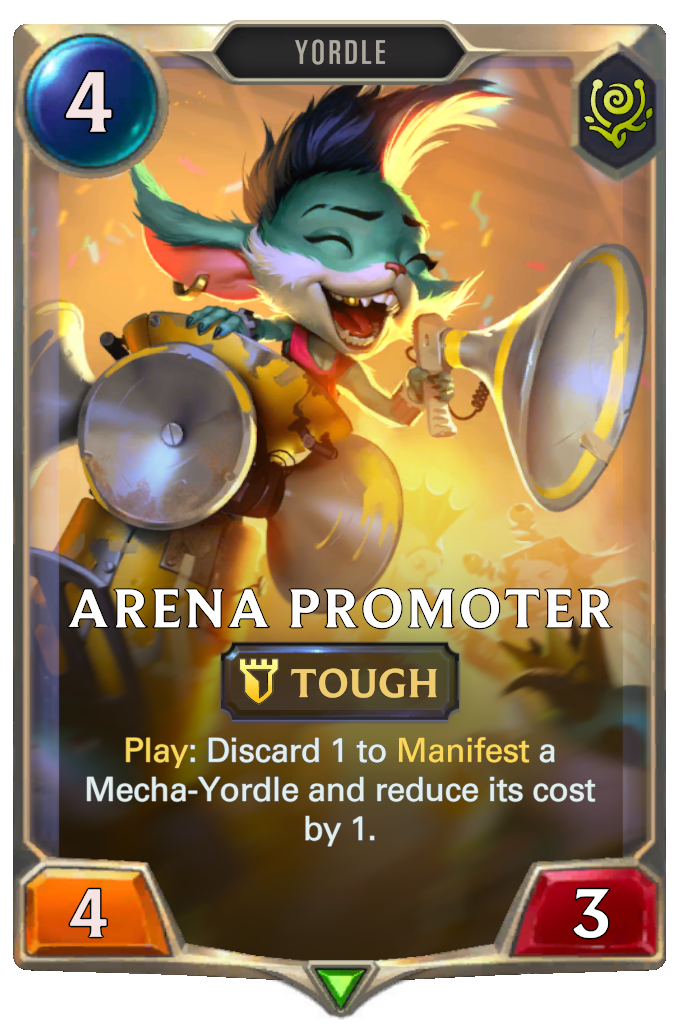 YORDLE
4
ARENA PROMOTER
TOUGH
Play: Discard 1 to Manifest a
Mecha-Yordle and reduce its cost
by 1.
4
3